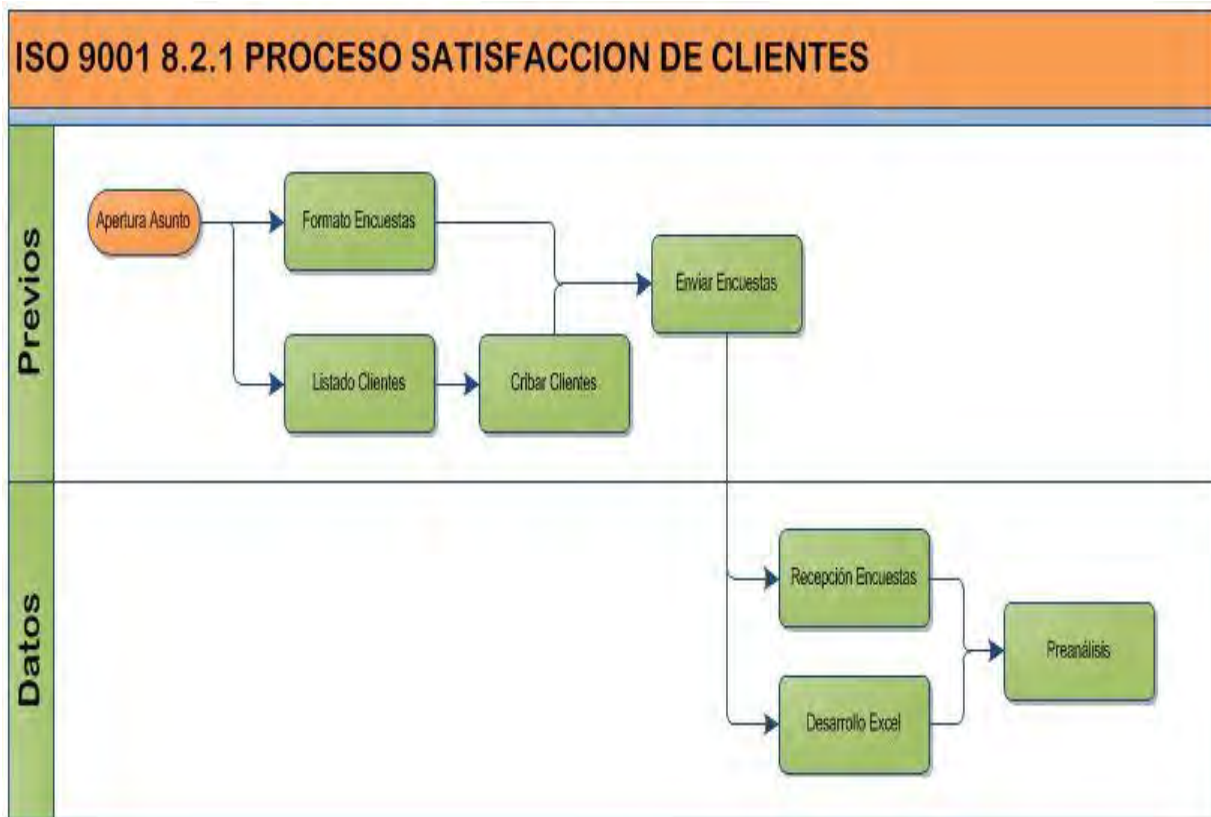 ISO 9001 8.2.1 PROCESO SATISFACCION DE CLIENTES
Previos
Apertura Asunto
Formato Encuestas
Enviar Encuestas
Listado Clientes
Cribar Clientes
Datos
Recepción Encuestas
Preanálisis
Desarrollo Excel